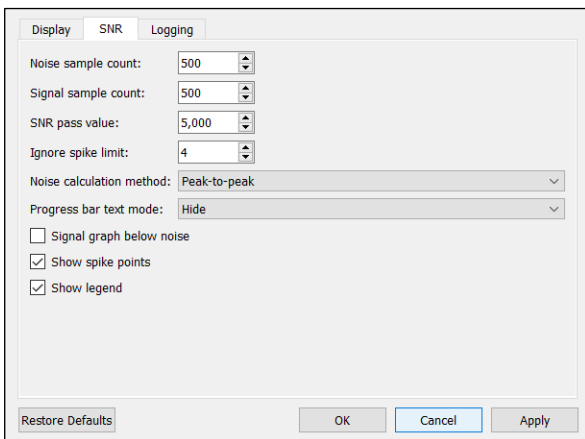 Display SNR Logging
Noise sample count: 500
Signal sample count: 500
SNR pass value: 5,000
Ignore spike limit: 4
Noise calculation method: Peak-to-peak
Progress bar text mode: Hide
Signal graph below noise
Show spike points
Show legend
Restore Defaults OK Cancel Apply